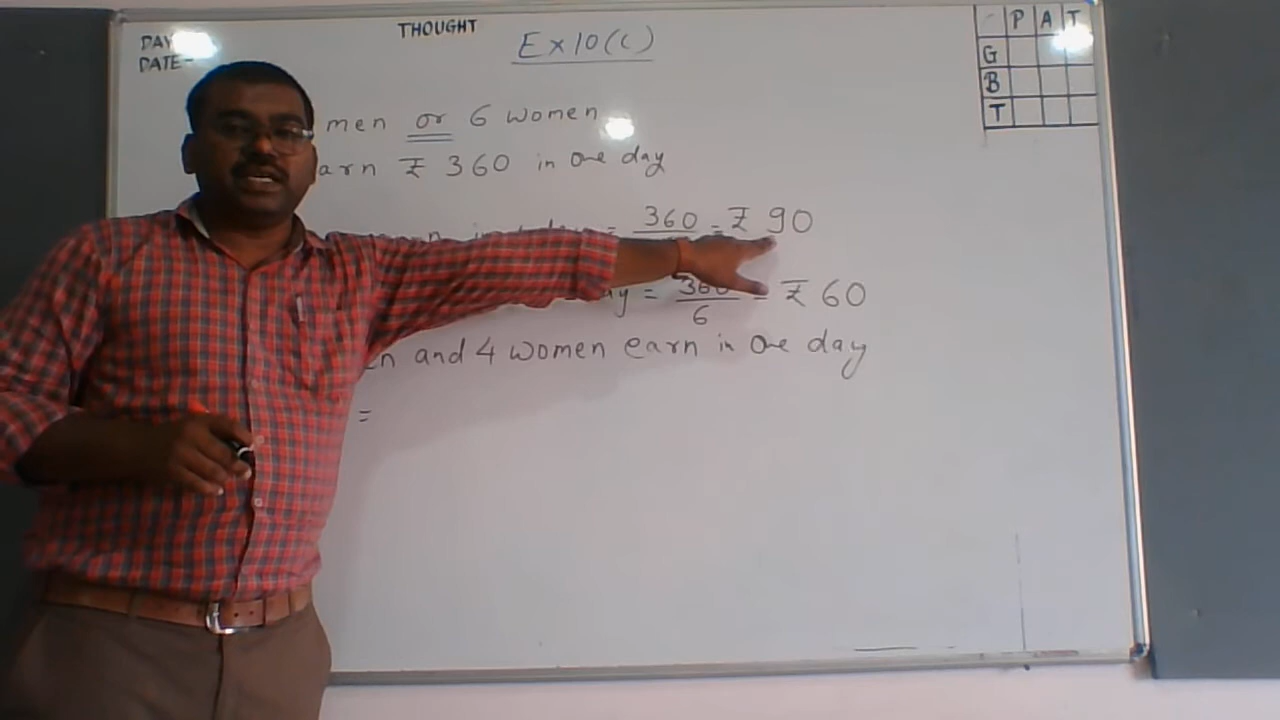 DAY
THOUGHT
Ex 10(C)
P A T
DATE-
G
B
T
men or 6 women
arn ₹ 360 in one day
= 360 = ₹ 90
ay = 360/6 = ₹ 60
en and 4 women earn in one day
=